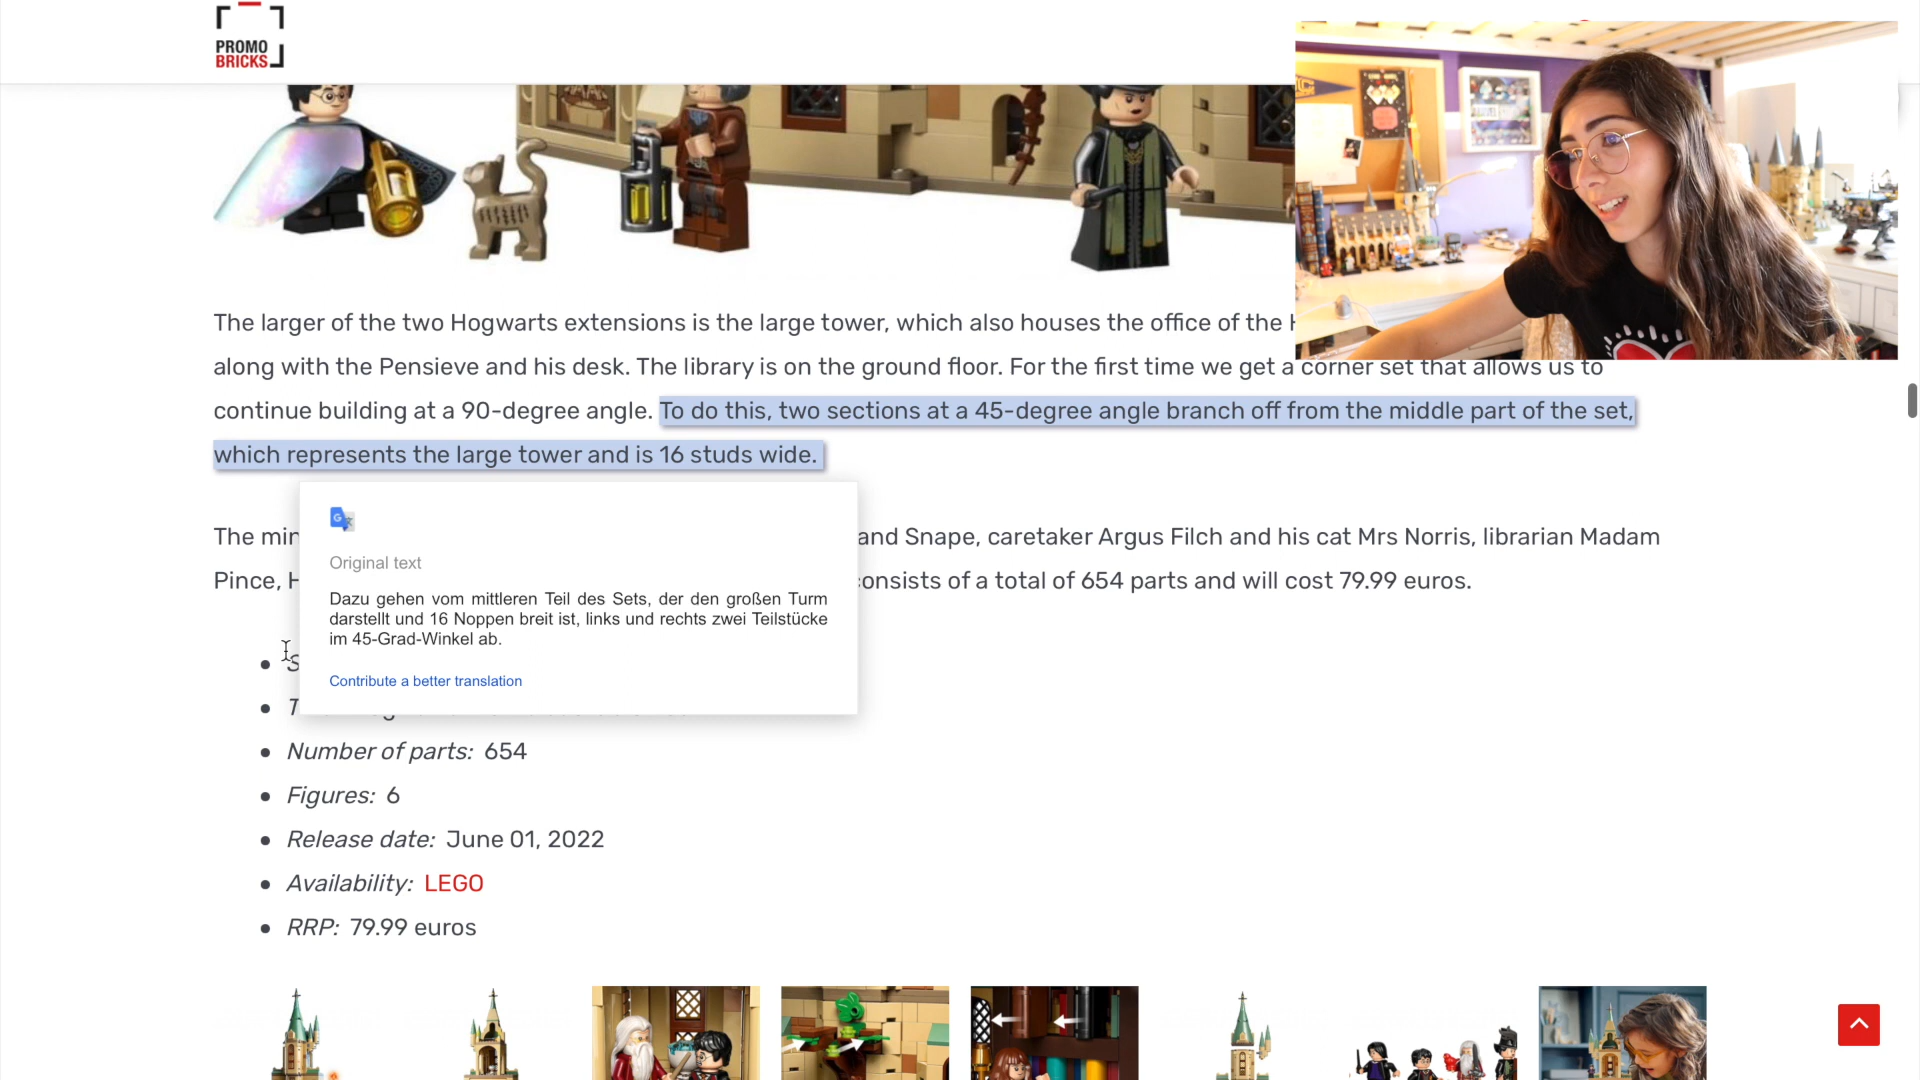 PROMO
BRICKS
The larger of the two Hogwarts extensions is the large tower, which also houses the office of the
along with the Pensieve and his desk. The library is on the ground floor. For the first time we get a corner set that allows us to
continue building at a 90-degree angle. To do this, two sections at a 45-degree angle branch off from the middle part of the set,
which represents the large tower and is 16 studs wide.
The
and Snape, caretaker Argus Filch and his cat Mrs Norris, librarian Madam
Pince,
of a total of 654 parts and will cost 79.99 euros.
Original text
Dazu gehen vom mittleren Teil des Sets, der den großen Turm
darstellt und 16 Noppen breit ist, links und rechts zwei Teilstücke
im 45-Grad-Winkel ab.
Contribute a better translation
Number of parts: 654
Figures: 6
Release date: June 01, 2022
Availability: LEGO
RRP: 79.99 euros